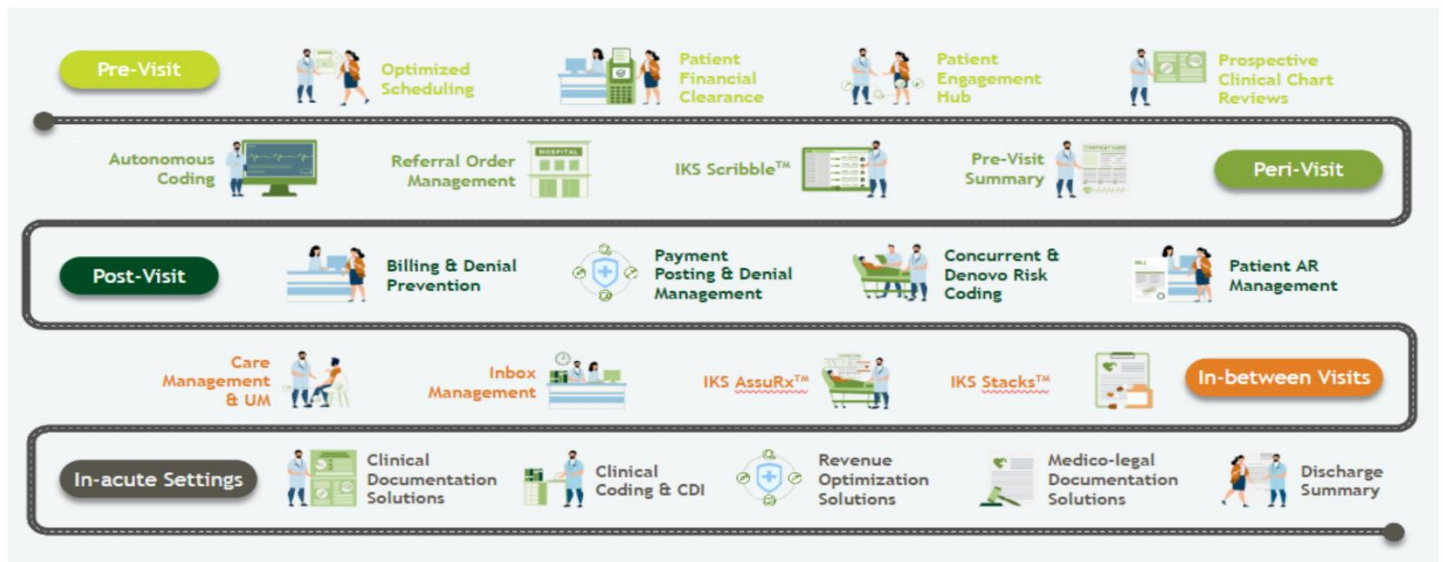 Pre-Visit
Optimized
Scheduling
Patient
Financial
Clearance
Patient
Engagement
Hub
Prospective
Clinical Chart
Reviews
Autonomous
Coding
Referral Order
Management
HOSPITAL
IKS Scribble™
Pre-Visit
Summary
PATIENT CARD
Peri-Visit
Post-Visit
Billing & Denial
Prevention
Payment
Posting & Denial
Management
Concurrent &
Denovo Risk
Coding
BILL
Patient AR
Management
Care
Management
& UM
Inbox
Management
IKS AssuRx™
IKS Stacks™
In-between Visits
In-acute Settings
Clinical
Documentation
Solutions
Clinical
Coding & CDI
Revenue
Optimization
Solutions
Medico-legal
Documentation
Solutions
Discharge
Summary